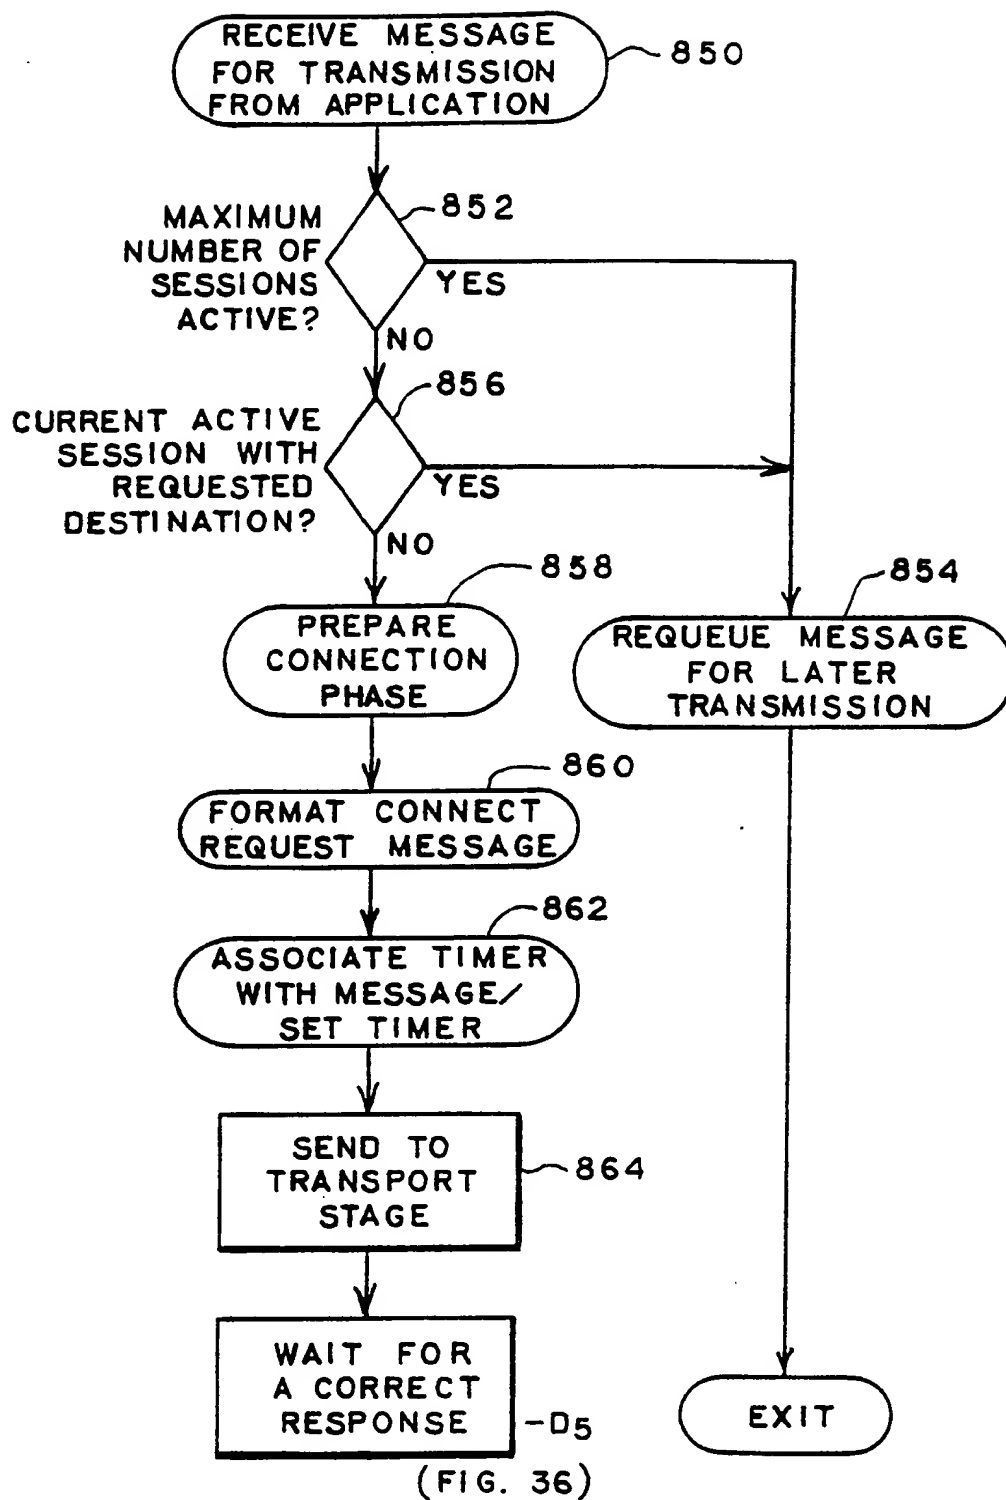 RECEIVE MESSAGE
FOR TRANSMISSION
FROM APPLICATION
850
852
MAXIMUM
NUMBER OF
SESSIONS
ACTIVE?
YES
NO
856
CURRENT ACTIVE
SESSION WITH
REQUESTED
DESTINATION?
YES
NO
858
PREPARE
CONNECTION
PHASE
854
REQUEUE MESSAGE
FOR LATER
TRANSMISSION
860
FORMAT CONNECT
REQUEST MESSAGE
862
ASSOCIATE TIMER
WITH MESSAGE/
SET TIMER
SEND TO
TRANSPORT
STAGE
864
WAIT FOR
A CORRECT
RESPONSE
-D5
(FIG. 36)
EXIT